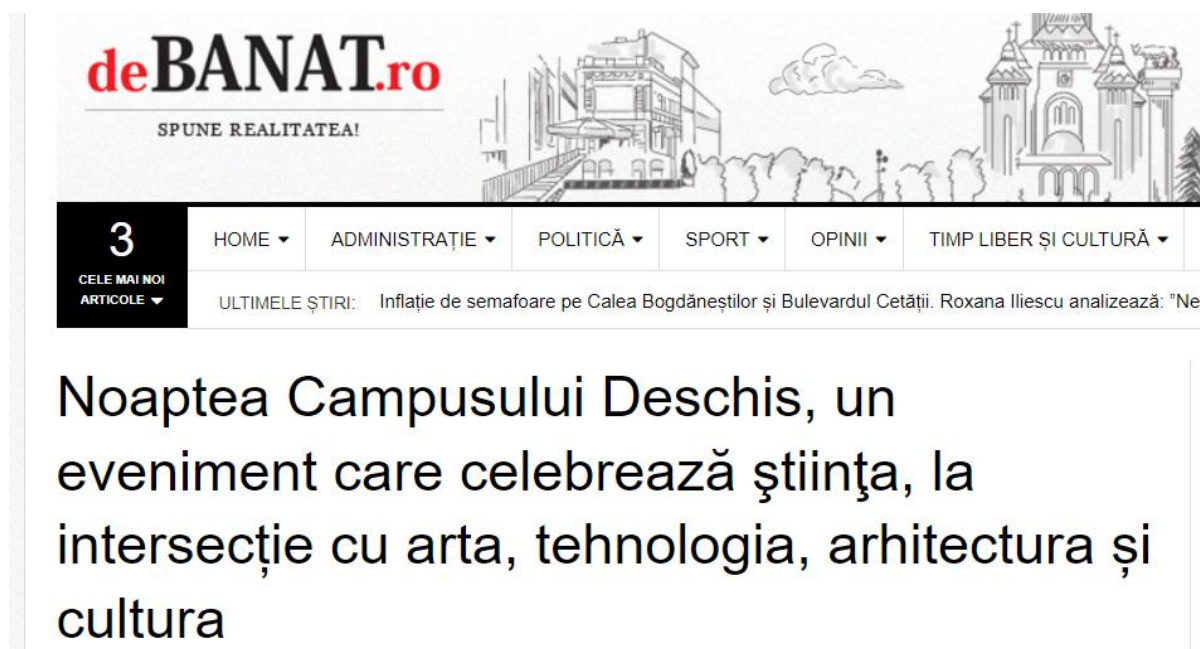 deBANAT.ro
SPUNE REALITATEA!
3
CELE MAI NOI
ARTICOLE
HOME
ADMINISTRAȚIE
POLITICĂ
SPORT
OPINII
TIMP LIBER ȘI CULTURĂ
ULTIMELE ȘTIRI: Inflație de semafoare pe Calea Bogdăneștilor și Bulevardul Cetății. Roxana Iliescu analizează: ”Ne
Noaptea Campusului Deschis, un
eveniment care celebrează ştiinţa, la
intersecție cu arta, tehnologia, arhitectura și
cultura